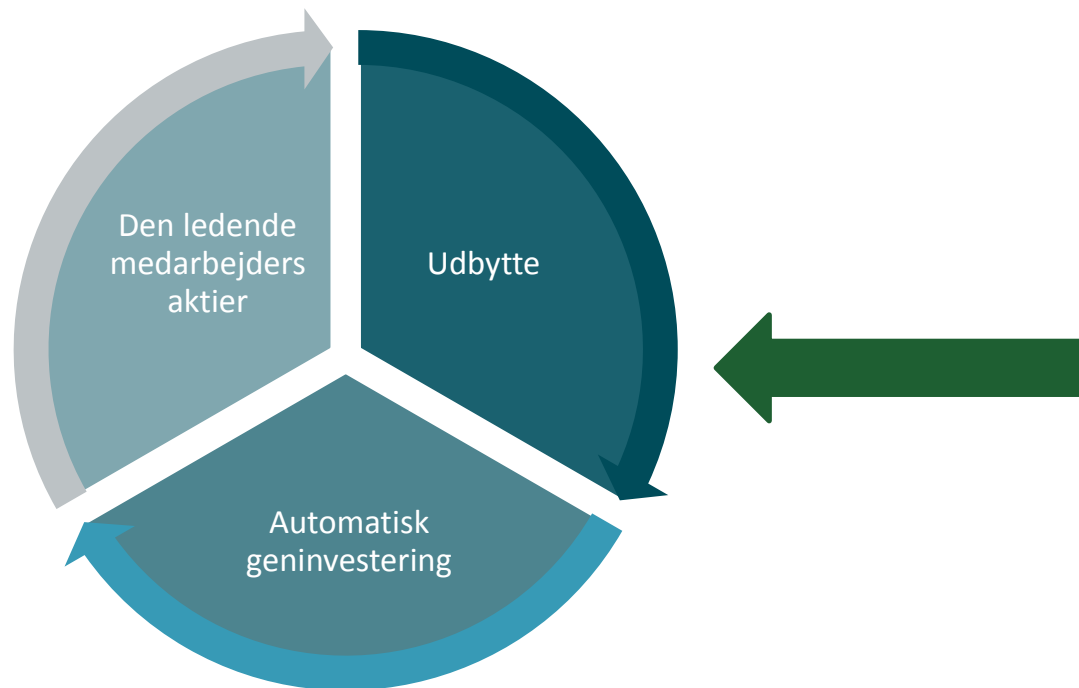 Den ledende
medarbejders
aktier
Udbytte
Automatisk
geninvestering